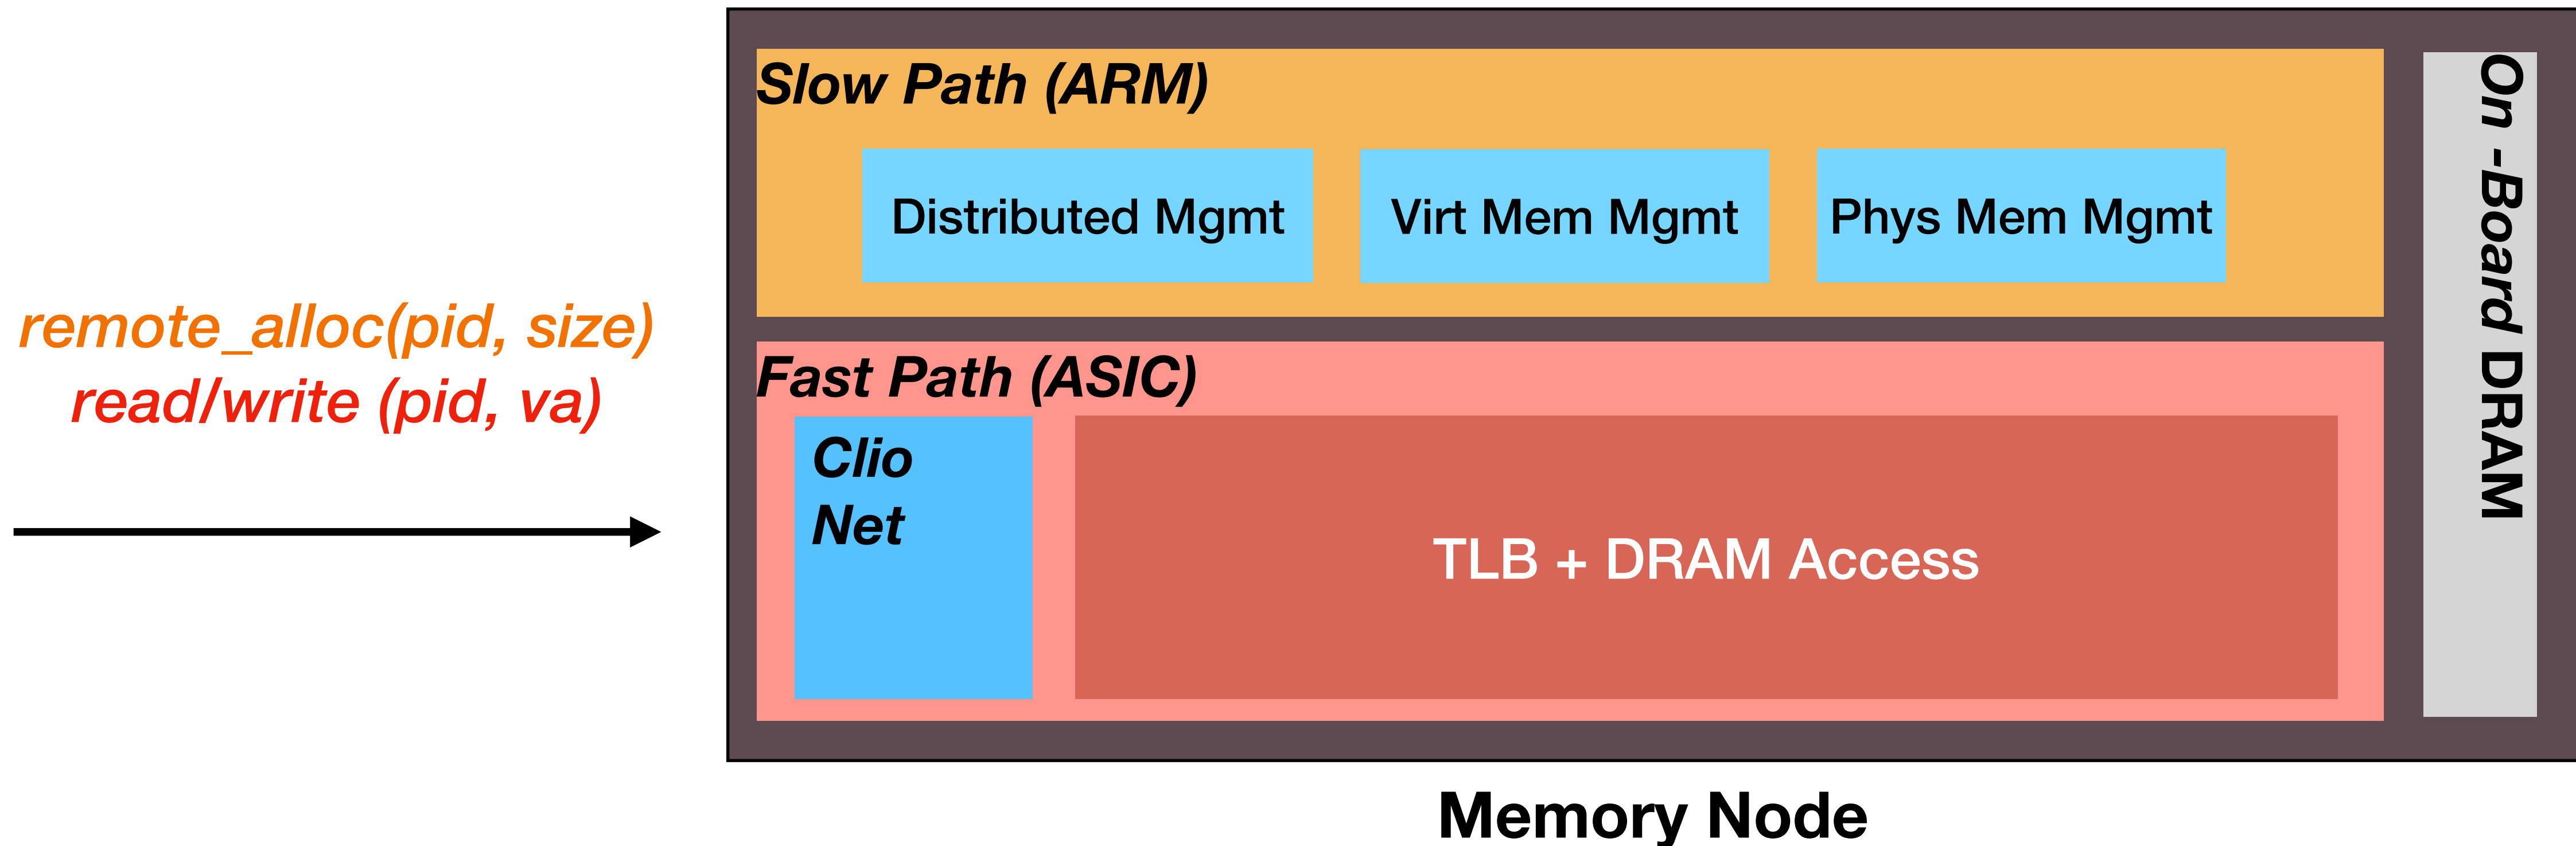 remote_alloc(pid, size)
read/write (pid, va)
Slow Path (ARM)
Distributed Mgmt
Virt Mem Mgmt
Phys Mem Mgmt
Fast Path (ASIC)
Clio
Net
TLB + DRAM Access
On -Board DRAM
Memory Node